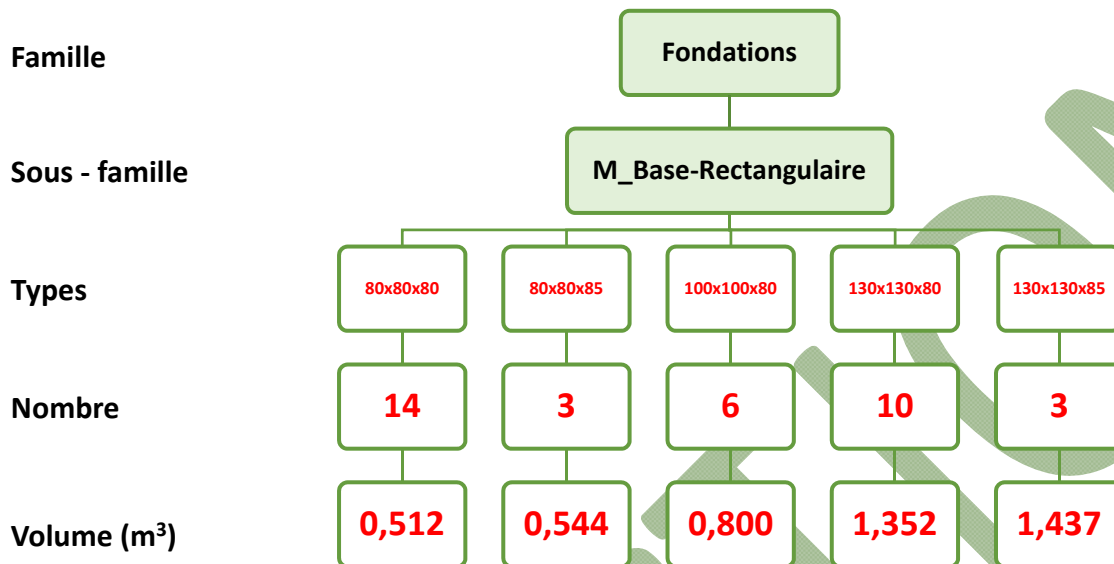 Famille
Fondations
Sous - famille
M_Base-Rectangulaire
Types
80x80x80 80x80x85 100x100x80 130x130x80 130x130x85
Nombre
14 3 6 10 3
Volume (m³)
0,512 0,544 0,800 1,352 1,437